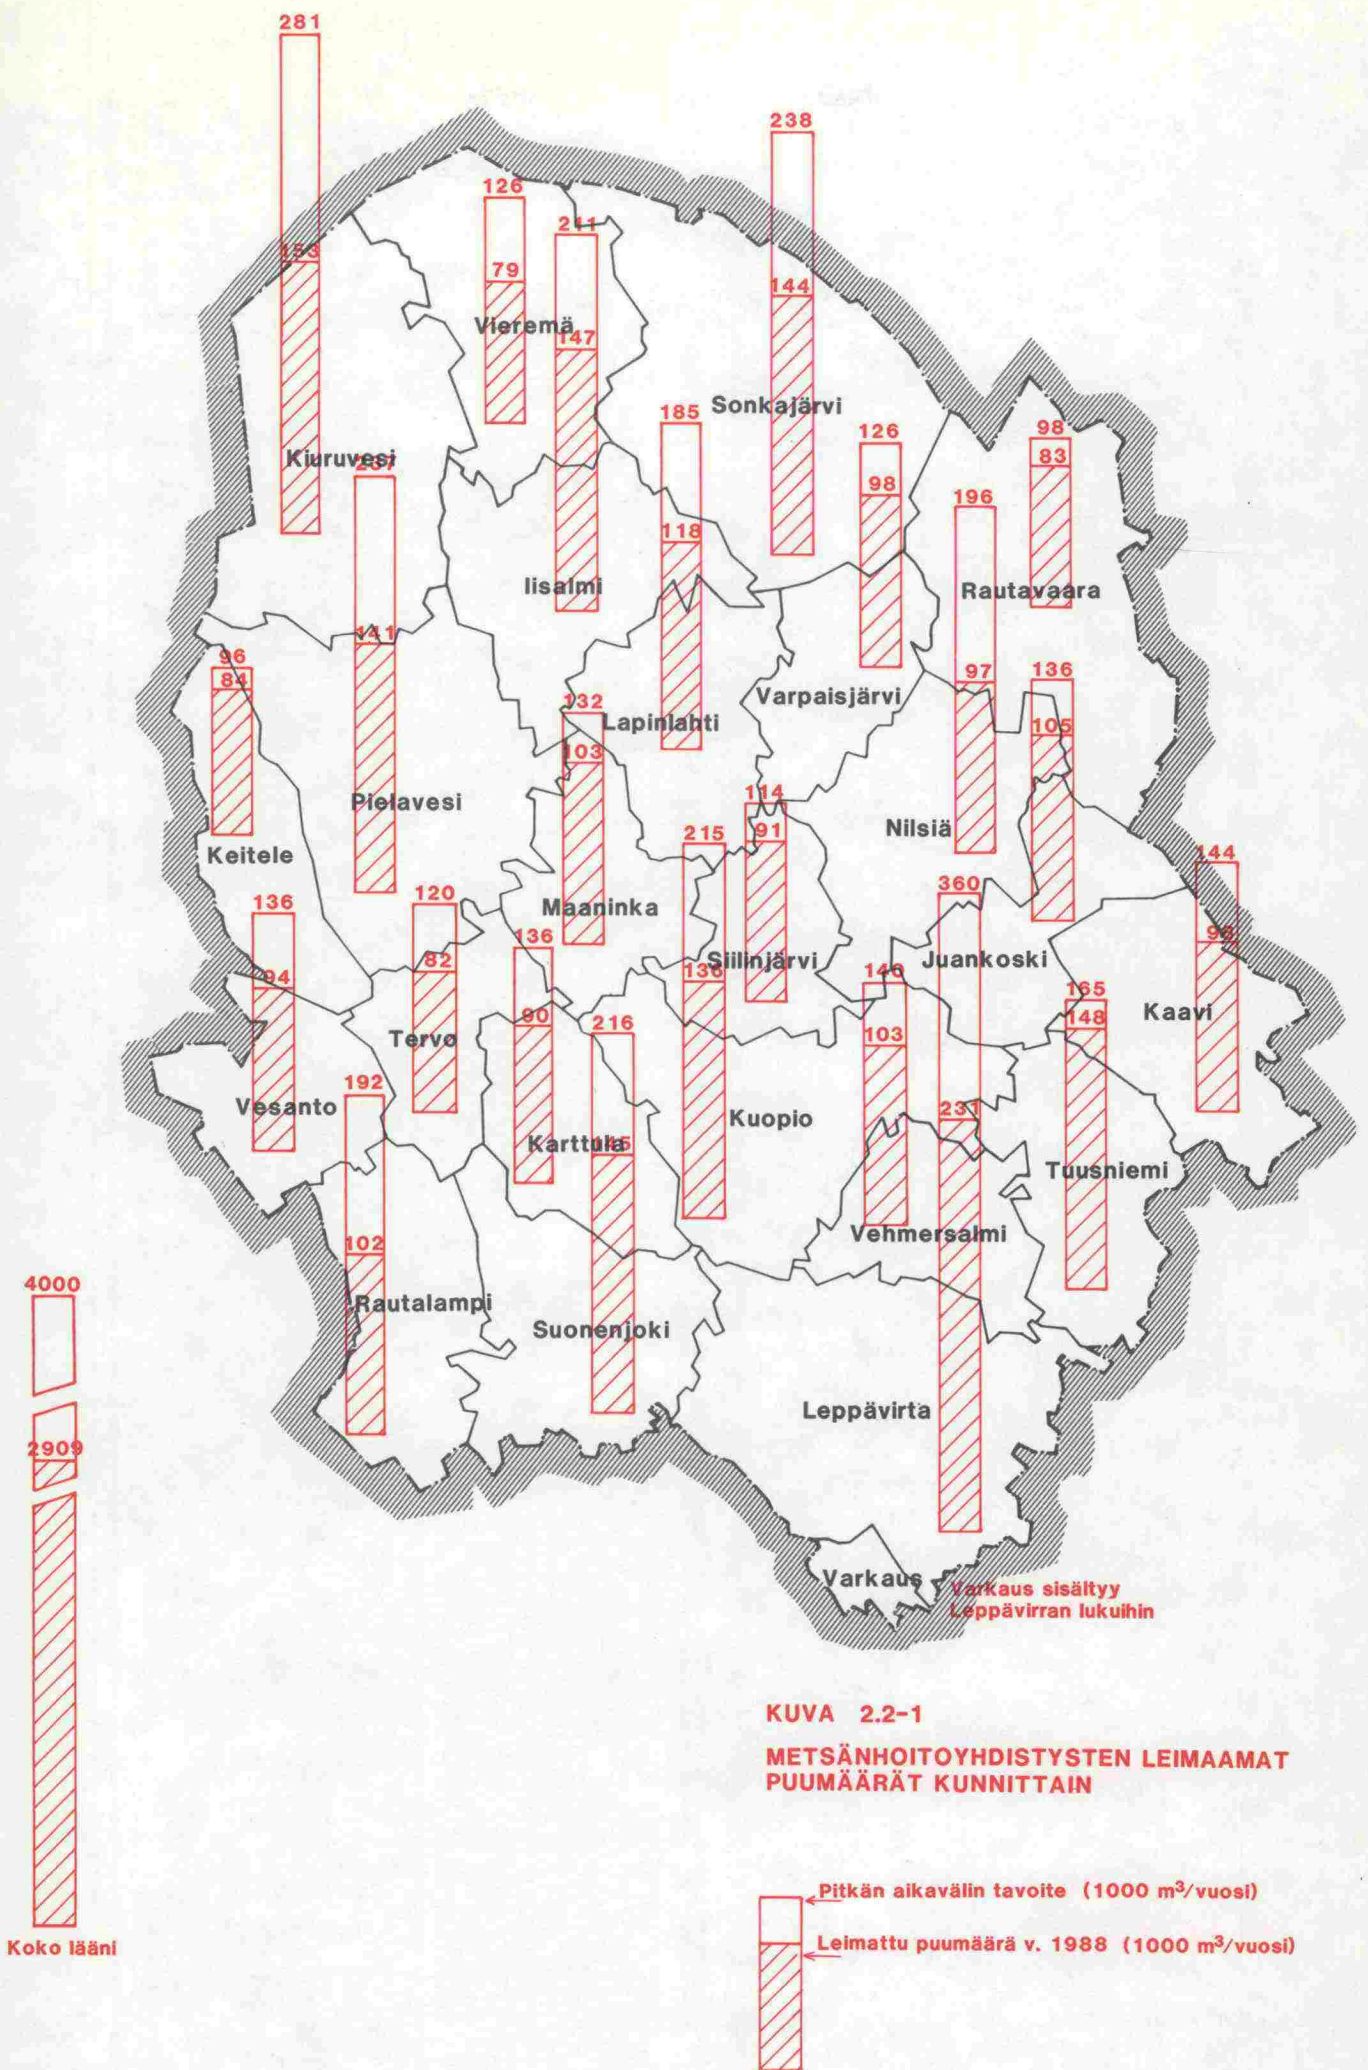 281
238
126
211
153
79
144
Vieremä
147
Sonkajärvi
185
126
98
Kiuruvesi
83
237
98
196
118
Iisalmi
Rautavaara
141
96
84
97
136
Varpaisjärvi
132
Lapinlahti
105
103
Pielavesi
114
Nilsiä
91
215
Keitele
144
360
120
136
Maaninka
98
136
Siilinjärvi
Juankoski
82
94
136
146
165
Kaavi
90
148
Tervo
216
103
192
Vesanto
Kuopio
231
Karttula
145
Tuusniemi
Vehmersalmi
102
4000
Rautalampi
Suonenjoki
Leppävirta
2909
Varkaus
Varkaus sisältyy
Leppävirran lukuihin
KUVA 2.2-1
METSÄNHOITOYHDISTYSTEN LEIMAAMAT
PUUMÄÄRÄT KUNNITTAIN
Pitkän aikavälin tavoite (1000 m³/vuosi)
Leimattu puumäärä v. 1988 (1000 m³/vuosi)
Koko lääni